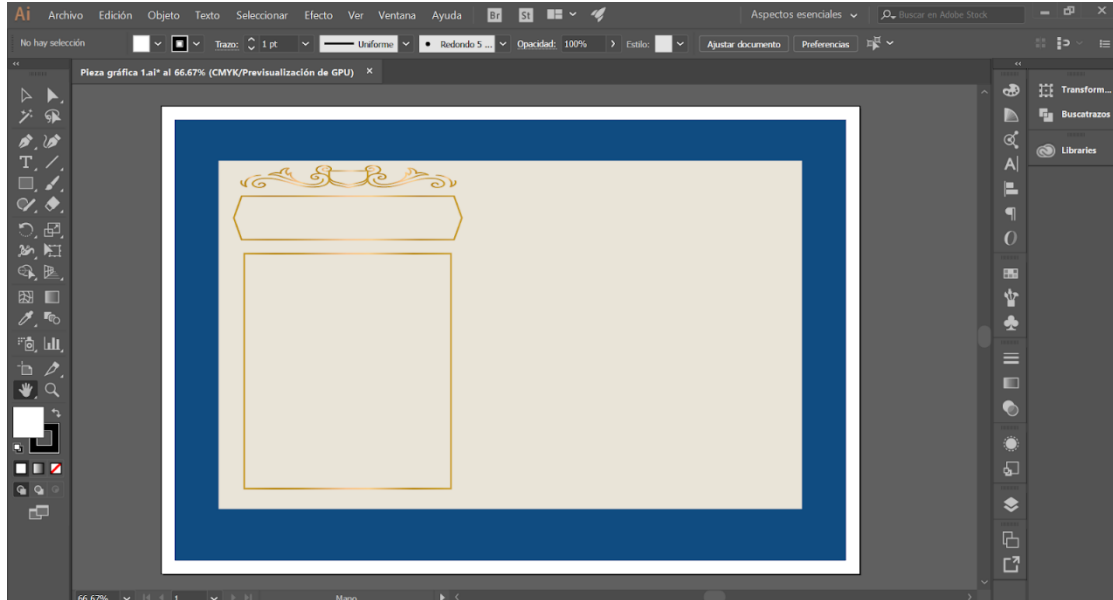 Ai Archivo Edición Objeto Texto Seleccionar Efecto Ver Ventana Ayuda Br St Aspectos esenciales Buscar en Adobe Stock
No hay selección Trazo: 1 pt Uniforme Redondo 5 ... Opacidad: 100% Estilo: Ajustar documento Preferencias
Pieza gráfica 1.ai* al 66.67% (CMYK/Previsualización de GPU) ×
Transform...
Buscatrazos
Libraries
66.67% 1 Mano